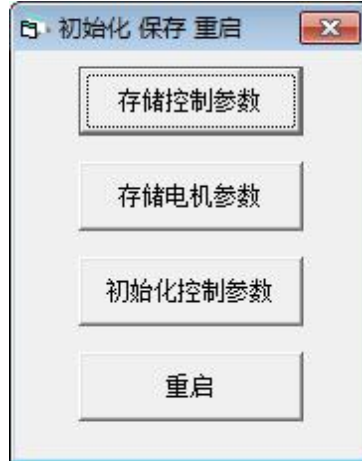 初始化 保存 重启
存储控制参数
存储电机参数
初始化控制参数
重启